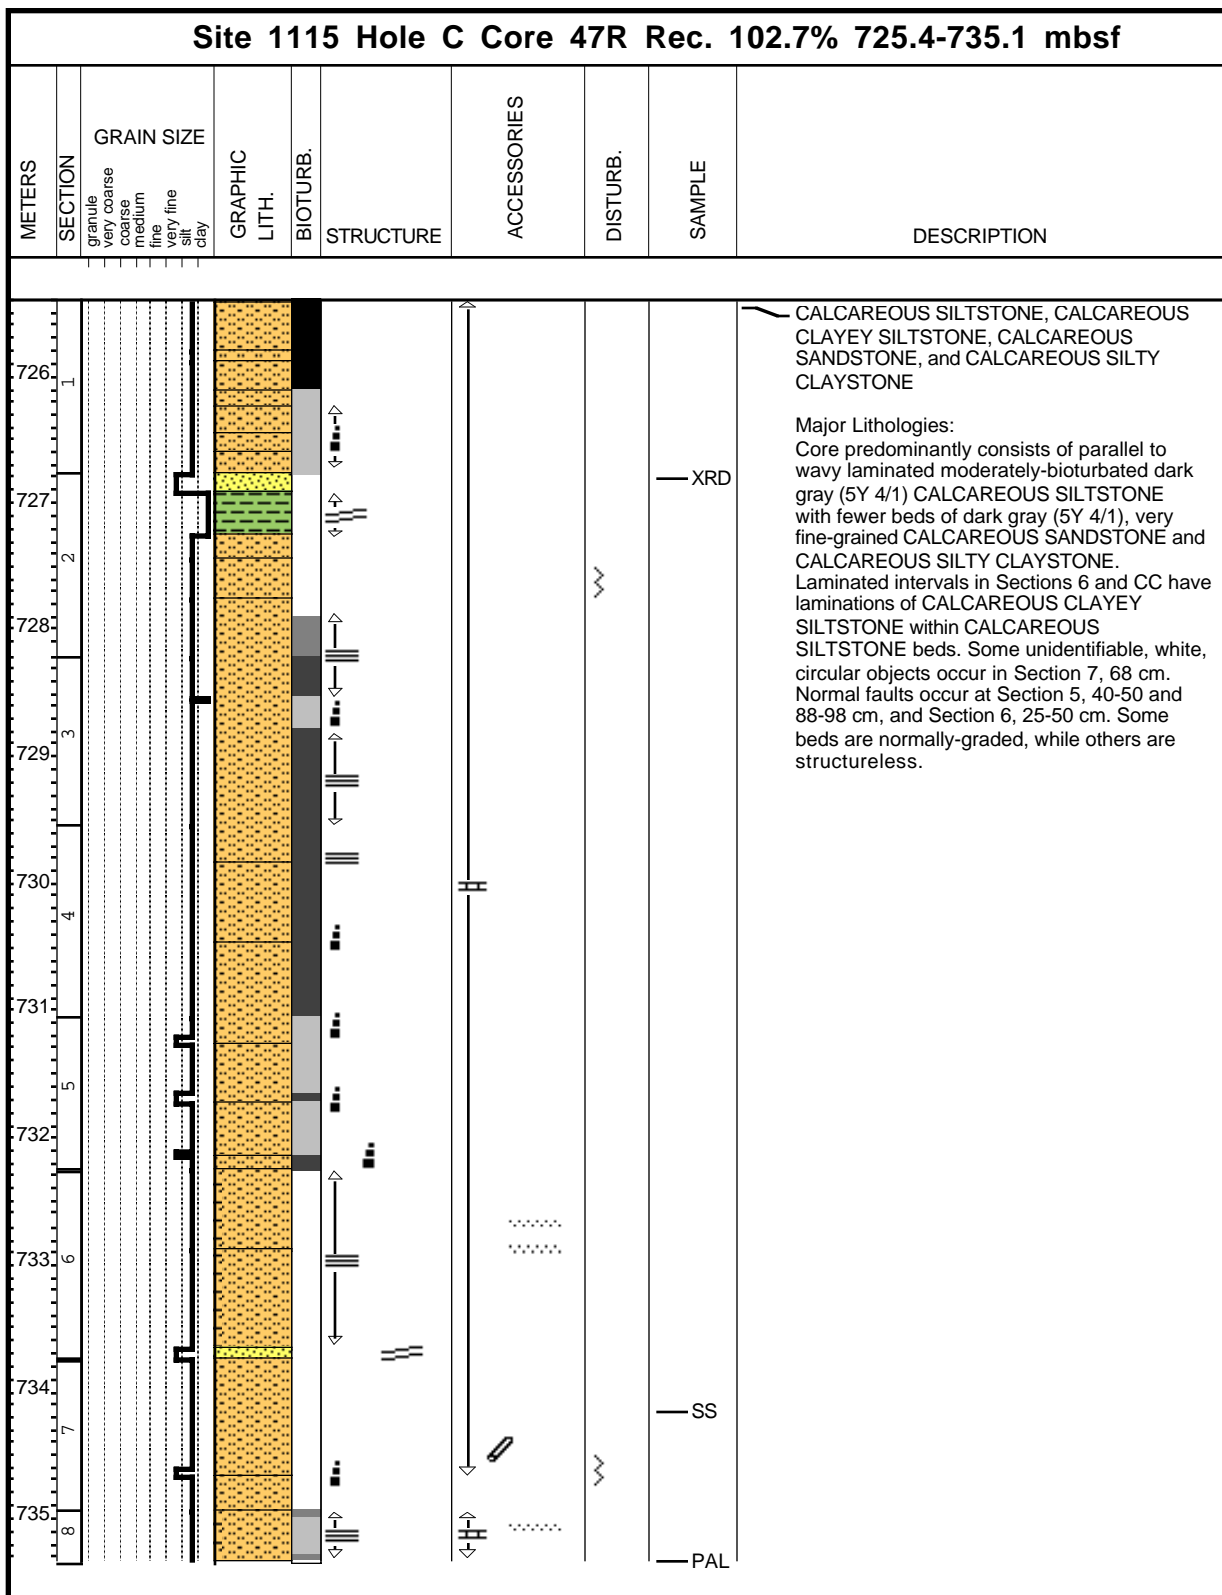 Site 1115 Hole C Core 47R Rec. 102.7% 725.4-735.1 mbsf
METERS
SECTION
GRAIN SIZE
granule
very coarse
coarse
medium
fine
very fine
silt
clay
GRAPHIC
LITH.
BIOTURB.
STRUCTURE
ACCESSORIES
DISTURB.
SAMPLE
DESCRIPTION
726
727
728
729
730
731
732
733
734
735
1
2
3
4
5
6
7
8
XRD
SS
PAL
CALCAREOUS SILTSTONE, CALCAREOUS
CLAYEY SILTSTONE, CALCAREOUS
SANDSTONE, and CALCAREOUS SILTY
CLAYSTONE
Major Lithologies:
Core predominantly consists of parallel to
wavy laminated moderately-bioturbated dark
gray (5Y 4/1) CALCAREOUS SILTSTONE
with fewer beds of dark gray (5Y 4/1), very
fine-grained CALCAREOUS SANDSTONE and
CALCAREOUS SILTY CLAYSTONE.
Laminated intervals in Sections 6 and CC have
laminations of CALCAREOUS CLAYEY
SILTSTONE within CALCAREOUS
SILTSTONE beds. Some unidentifiable, white,
circular objects occur in Section 7, 68 cm.
Normal faults occur at Section 5, 40-50 and
88-98 cm, and Section 6, 25-50 cm. Some
beds are normally-graded, while others are
structureless.